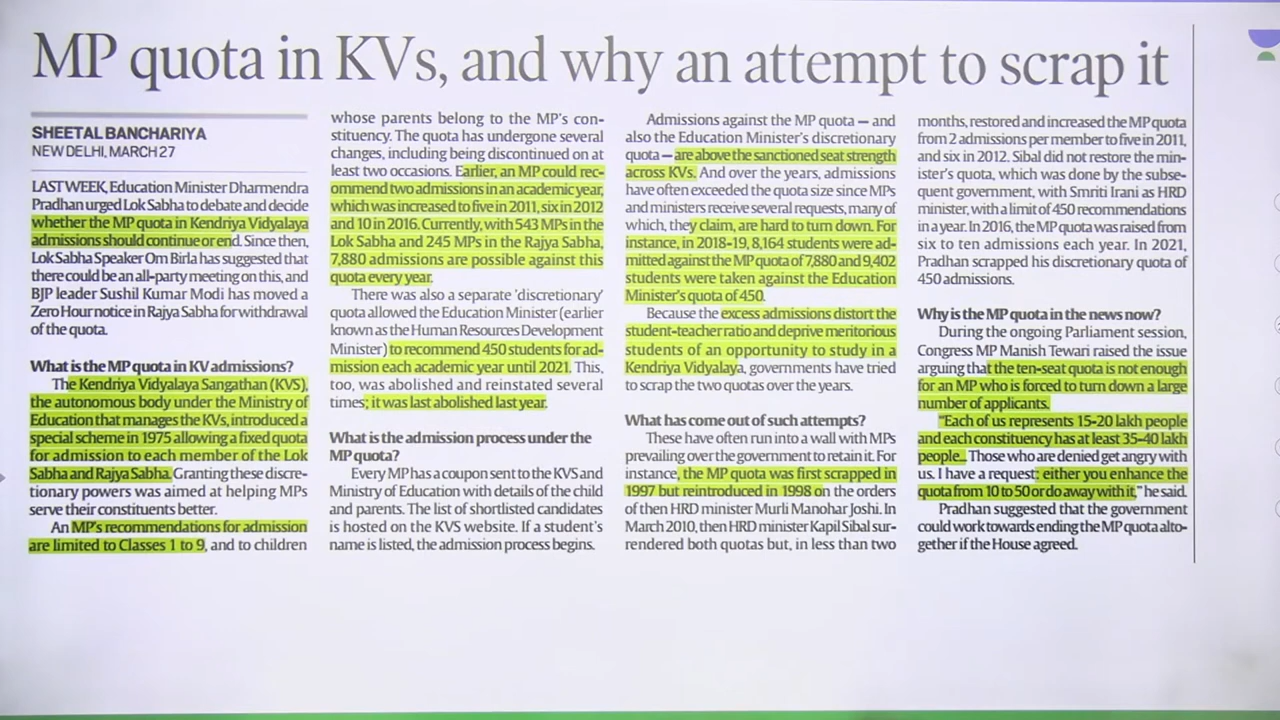 MP quota in KVs, and why an attempt to scrap it
SHEETAL BANCHARIYA
NEW DELHI, MARCH 27
LAST WEEK, Education Minister Dharmendra
Pradhan urged Lok Sabha to debate and decide
whether the MP quota in Kendriya Vidyalaya
admissions should continue or end. Since then,
Lok Sabha Speaker Om Birla has suggested that
there could be an all-party meeting on this, and
BJP leader Sushil Kumar Modi has moved a
Zero Hour notice in Rajya Sabha for withdrawal
of the quota.
What is the MP quota in KV admissions?
The Kendriya Vidyalaya Sangathan (KVS),
the autonomous body under the Ministry of
Education that manages the KVs, introduced a
special scheme in 1975 allowing a fixed quota
for admission to each member of the Lok
Sabha and Rajya Sabha. Granting these discre-
tionary powers was aimed at helping MPs
serve their constituents better.
An MP's recommendations for admission
are limited to Classes 1 to 9, and to children
whose parents belong to the MP's con-
stituency. The quota has undergone several
changes, including being discontinued on at
least two occasions. Earlier, an MP could rec-
ommend two admissions in an academic year,
which was increased to five in 2011, six in 2012
and 10 in 2016. Currently, with 543 MPs in the
Lok Sabha and 245 MPs in the Rajya Sabha,
7,880 admissions are possible against this
quota every year.
There was also a separate 'discretionary'
quota allowed the Education Minister (earlier
known as the Human Resources Development
Minister) to recommend 450 students for ad-
mission each academic year until 2021. This,
too, was abolished and reinstated several
times; it was last abolished last year.
What is the admission process under the
MP quota?
Every MP has a coupon sent to the KVS and
Ministry of Education with details of the child
and parents. The list of shortlisted candidates
is hosted on the KVS website. If a student's
name is listed, the admission process begins.
Admissions against the MP quota — and
also the Education Minister's discretionary
quota — are above the sanctioned seat strength
across KVs. And over the years, admissions
have often exceeded the quota size since MPs
and ministers receive several requests, many of
which, they claim, are hard to turn down. For
instance, in 2018-19, 8,164 students were ad-
mitted against the MP quota of 7,880 and 9,402
students were taken against the Education
Minister's quota of 450.
Because the excess admissions distort the
student-teacher ratio and deprive meritorious
students of an opportunity to study in a
Kendriya Vidyalaya, governments have tried
to scrap the two quotas over the years.
What has come out of such attempts?
These have often run into a wall with MPs
prevailing over the government to retain it. For
instance, the MP quota was first scrapped in
1997 but reintroduced in 1998 on the orders
of then HRD minister Murli Manohar Joshi. In
March 2010, then HRD minister Kapil Sibal sur-
rendered both quotas but, in less than two
months, restored and increased the MP quota
from 2 admissions per member to five in 2011,
and six in 2012. Sibal did not restore the min-
ister's quota, which was done by the subse-
quent government, with Smriti Irani as HRD
minister, with a limit of 450 recommendations
in a year. In 2016, the MP quota was raised from
six to ten admissions each year. In 2021,
Pradhan scrapped his discretionary quota of
450 admissions.
Why is the MP quota in the news now?
During the ongoing Parliament session,
Congress MP Manish Tewari raised the issue
arguing that the ten-seat quota is not enough
for an MP who is forced to turn down a large
number of applicants.
"Each of us represents 15-20 lakh people
and each constituency has at least 35-40 lakh
people... Those who are denied get angry with
us. I have a request; either you enhance the
quota from 10 to 50 or do away with it," he said.
Pradhan suggested that the government
could work towards ending the MP quota alto-
gether if the House agreed.